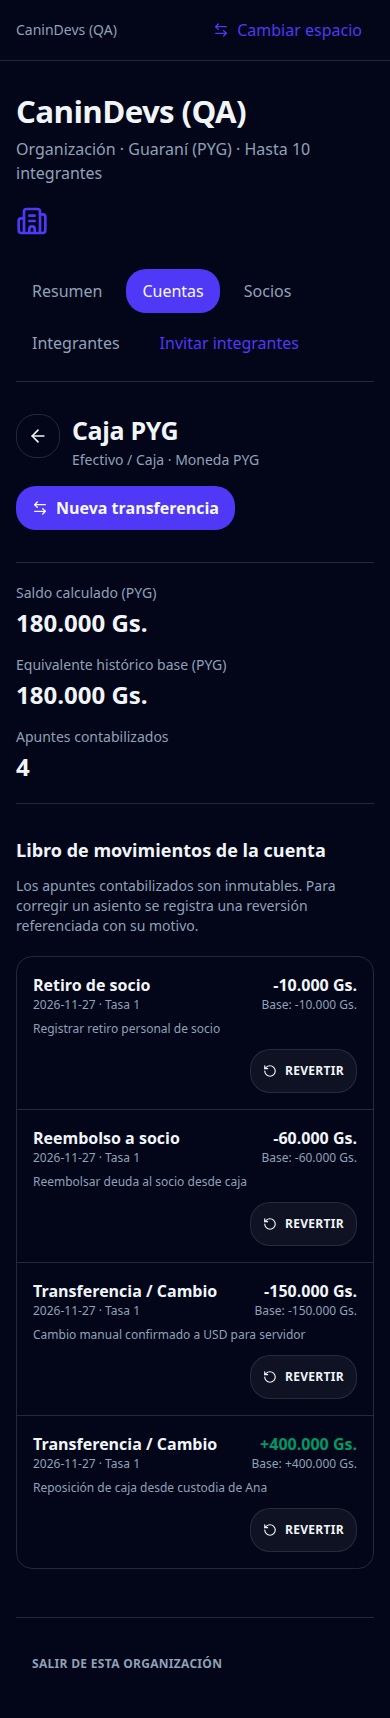 CaninDevs (QA)
Cambiar espacio
CaninDevs (QA)
Organización · Guaraní (PYG) · Hasta 10
integrantes
Resumen
Cuentas
Socios
Integrantes
Invitar integrantes
Caja PYG
Efectivo / Caja · Moneda PYG
Nueva transferencia
Saldo calculado (PYG)
180.000 Gs.
Equivalente histórico base (PYG)
180.000 Gs.
Apuntes contabilizados
4
Libro de movimientos de la cuenta
Los apuntes contabilizados son inmutables. Para
corregir un asiento se registra una reversión
referenciada con su motivo.
Retiro de socio
-10.000 Gs.
2026-11-27 · Tasa 1
Base: -10.000 Gs.
Registrar retiro personal de socio
REVERTIR
Reembolso a socio
-60.000 Gs.
2026-11-27 · Tasa 1
Base: -60.000 Gs.
Reembolsar deuda al socio desde caja
REVERTIR
Transferencia / Cambio
-150.000 Gs.
2026-11-27 · Tasa 1
Base: -150.000 Gs.
Cambio manual confirmado a USD para servidor
REVERTIR
Transferencia / Cambio
+400.000 Gs.
2026-11-27 · Tasa 1
Base: +400.000 Gs.
Reposición de caja desde custodia de Ana
REVERTIR
SALIR DE ESTA ORGANIZACIÓN